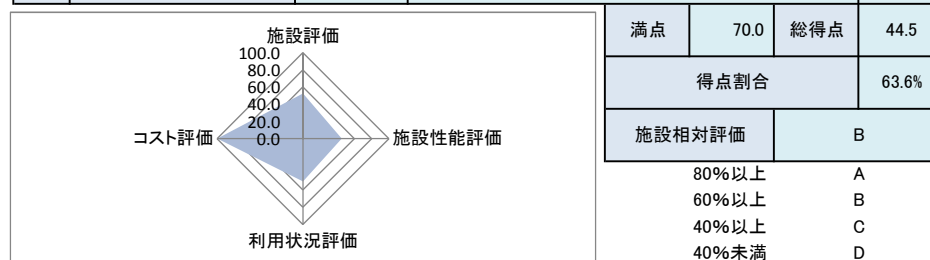 施設評価
100.0
80.0
60.0
40.0
20.0
0.0
コスト評価
施設性能評価
利用状況評価
満点 70.0 総得点 44.5
得点割合 63.6%
施設相対評価 B
80%以上 A
60%以上 B
40%以上 C
40%未満 D